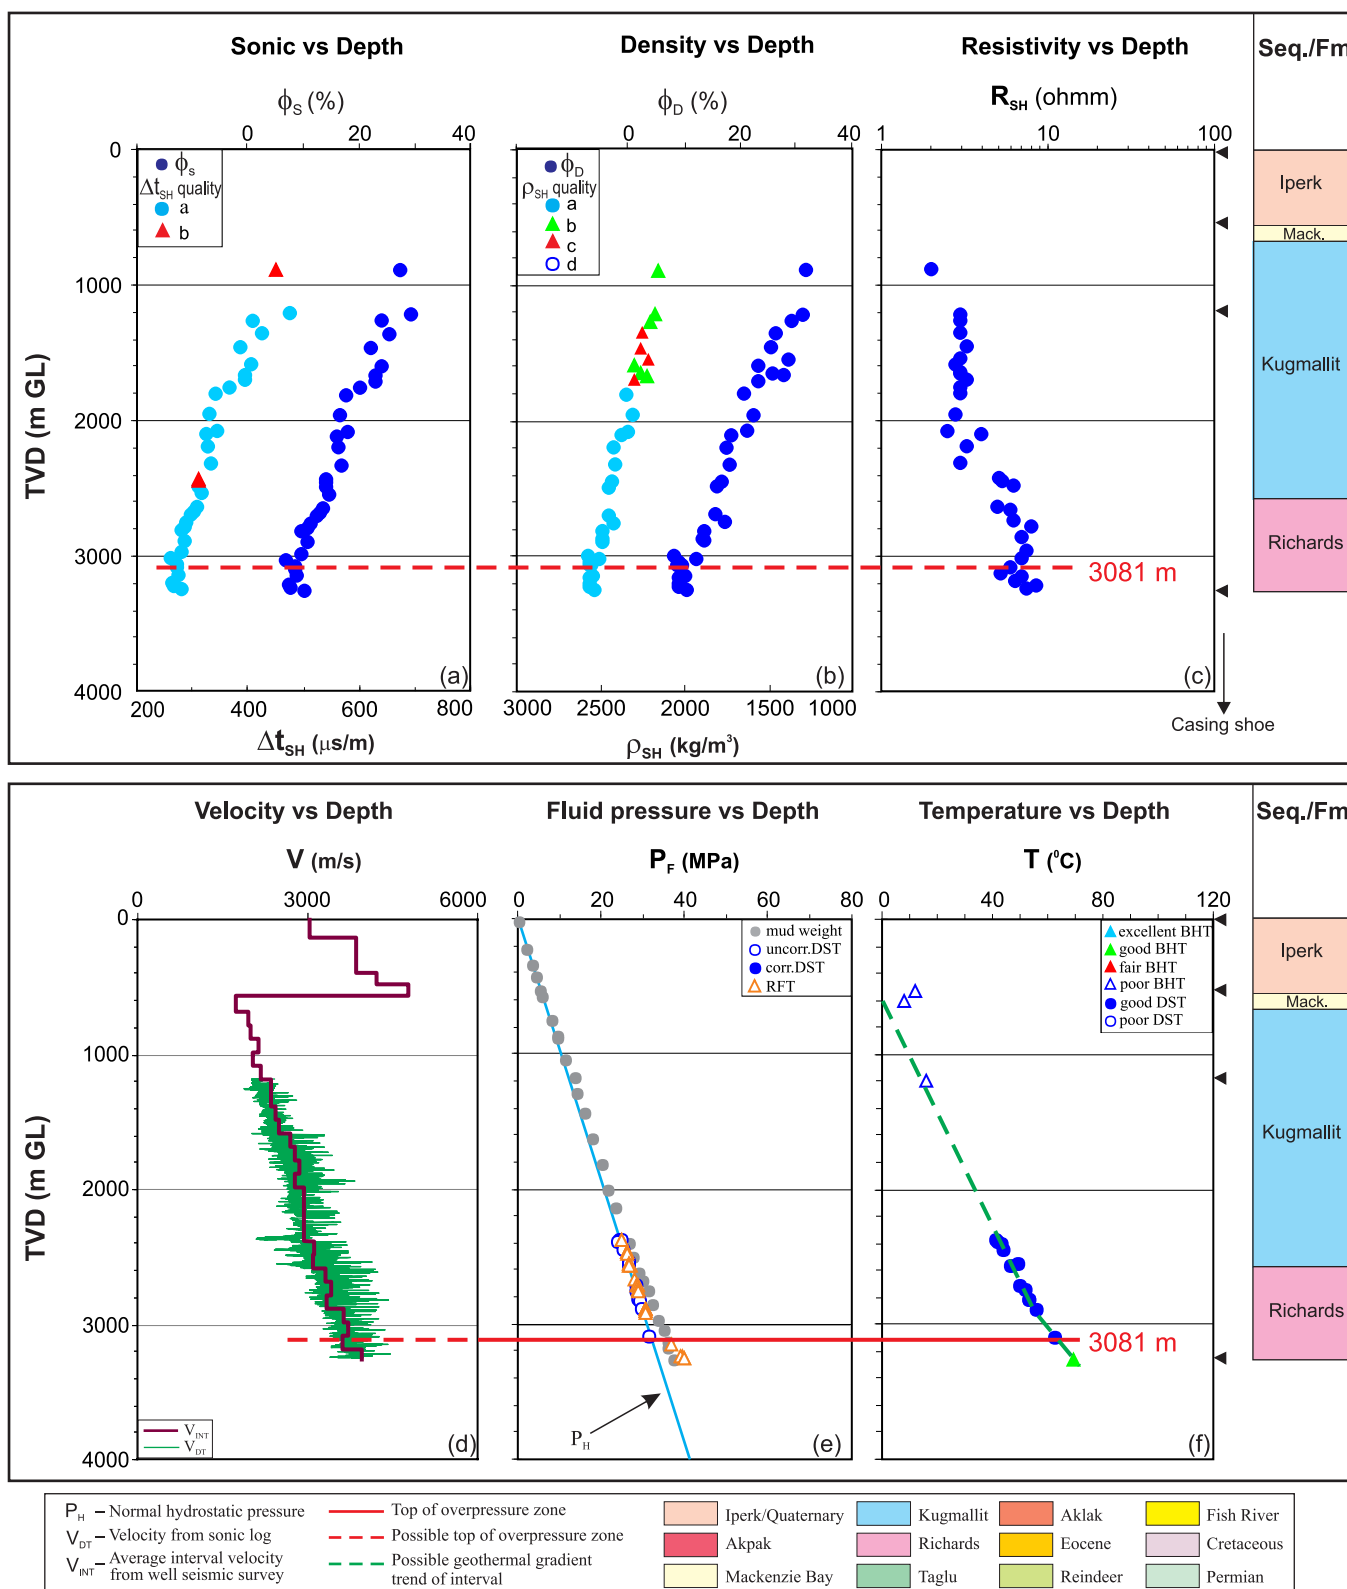 Sonic vs Depth
Density vs Depth
Resistivity vs Depth
Seq./Fm
ϕS (%)
ϕD (%)
RSH (ohmm)
0 20 40
0 20 40
1 10 100
TVD (m GL)
0
1000
2000
3000
4000
ϕs
ΔtSH quality
a
b
ϕD
ρSH quality
a
b
c
d
Iperk
Mack.
Kugmallit
Richards
3081 m
(a)
(b)
(c)
200 400 600 800
3000 2500 2000 1500 1000
ΔtSH (μs/m)
ρSH (kg/m³)
Casing shoe
Velocity vs Depth
Fluid pressure vs Depth
Temperature vs Depth
Seq./Fm
V (m/s)
PF (MPa)
T (⁰C)
0 3000 6000
0 20 40 60 80
0 40 80 120
TVD (m GL)
0
1000
2000
3000
4000
mud weight
uncorr.DST
corr.DST
RFT
excellent BHT
good BHT
fair BHT
poor BHT
good DST
poor DST
Iperk
Mack.
Kugmallit
Richards
3081 m
PH
VINT
VDT
(d)
(e)
(f)
PH – Normal hydrostatic pressure
VDT – Velocity from sonic log
VINT – Average interval velocity
from well seismic survey
Top of overpressure zone
Possible top of overpressure zone
Possible geothermal gradient
trend of interval
Iperk/Quaternary
Kugmallit
Aklak
Fish River
Akpak
Richards
Eocene
Cretaceous
Mackenzie Bay
Taglu
Reindeer
Permian